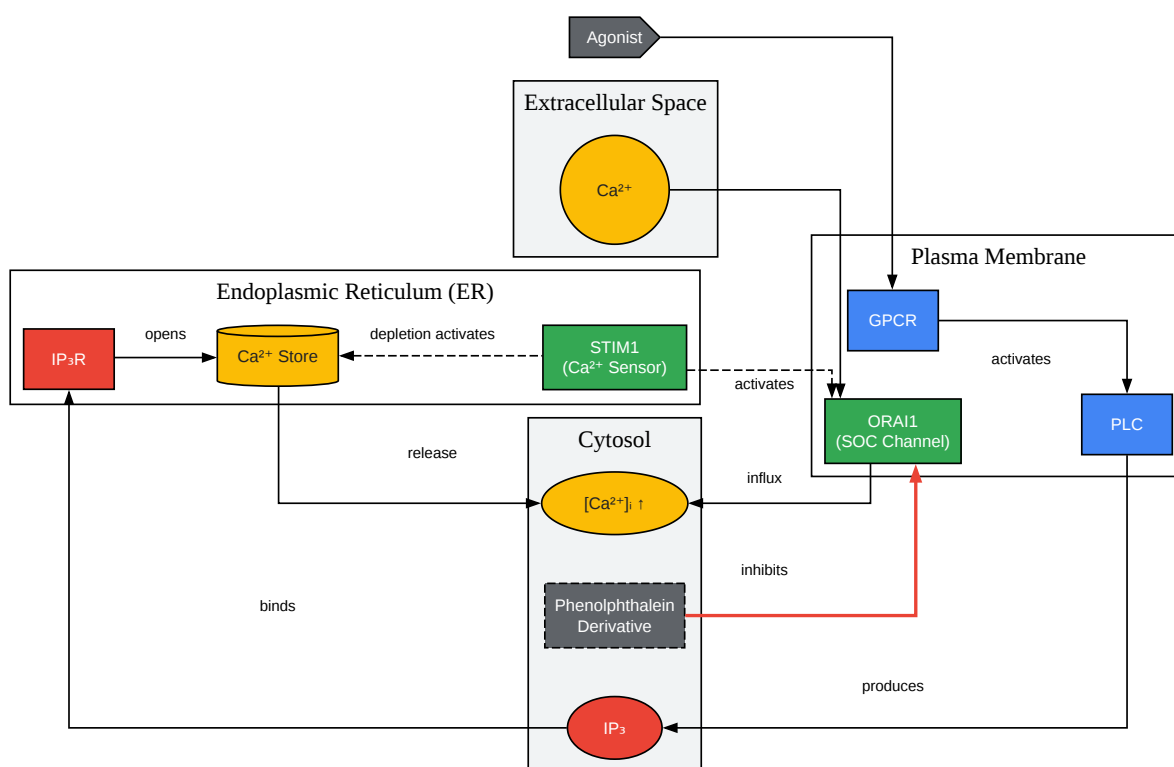 Agonist
Extracellular Space
Ca²⁺
Plasma Membrane
GPCR
activates
PLC
ORAI1
(SOC Channel)
Endoplasmic Reticulum (ER)
IP₃R
opens
Ca²⁺ Store
depletion activates
STIM1
(Ca²⁺ Sensor)
activates
release
Cytosol
[Ca²⁺]ᵢ ↑
influx
inhibits
Phenolphthalein
Derivative
binds
produces
IP₃